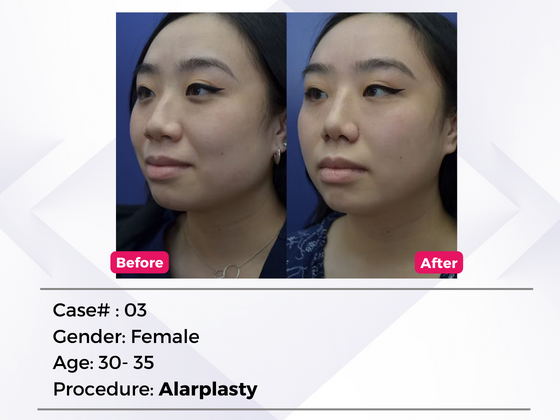 Before
After
Case# : 03
Gender: Female
Age: 30- 35
Procedure: Alarplasty